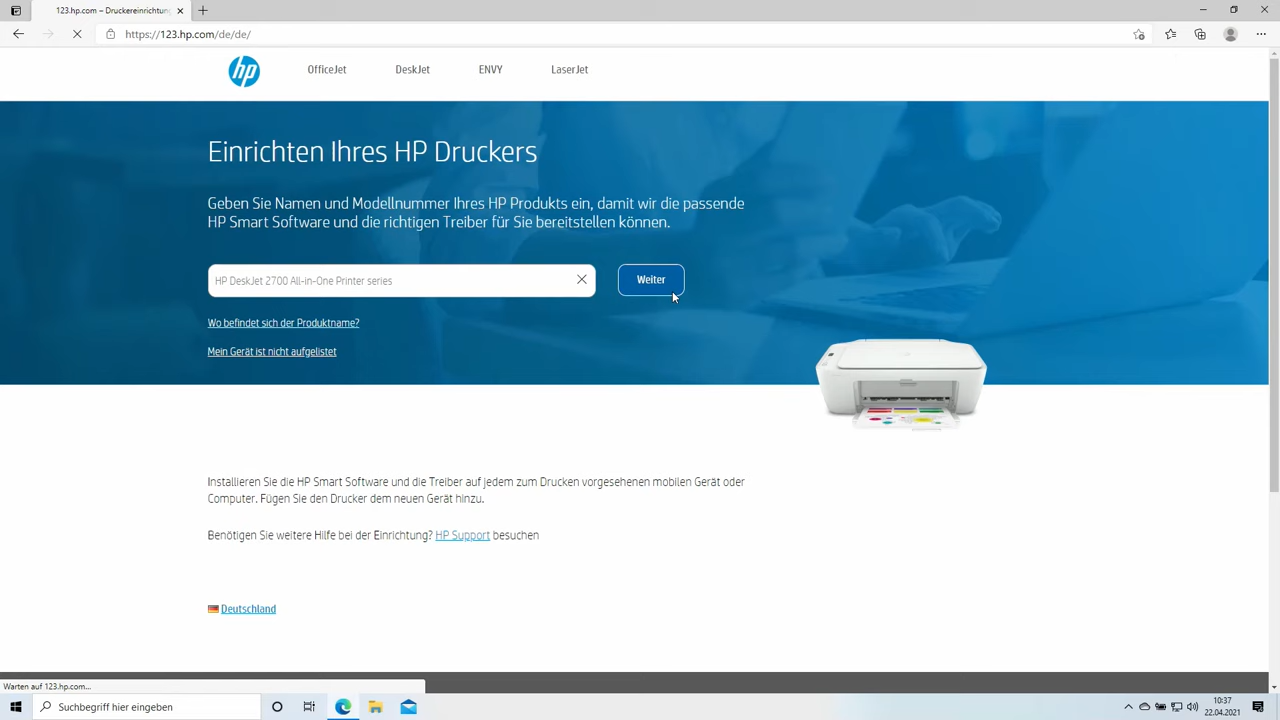 123.hp.com – Druckereinrichtung
https://123.hp.com/de/de/
hp
OfficeJet
DeskJet
ENVY
LaserJet
Einrichten Ihres HP Druckers
Geben Sie Namen und Modellnummer Ihres HP Produkts ein, damit wir die passende
HP Smart Software und die richtigen Treiber für Sie bereitstellen können.
HP DeskJet 2700 All-in-One Printer series
Weiter
Wo befindet sich der Produktname?
Mein Gerät ist nicht aufgelistet
Installieren Sie die HP Smart Software und die Treiber auf jedem zum Drucken vorgesehenen mobilen Gerät oder
Computer. Fügen Sie den Drucker dem neuen Gerät hinzu.
Benötigen Sie weitere Hilfe bei der Einrichtung? HP Support besuchen
Deutschland
Warten auf 123.hp.com...
Suchbegriff hier eingeben
10:37
22.04.2021